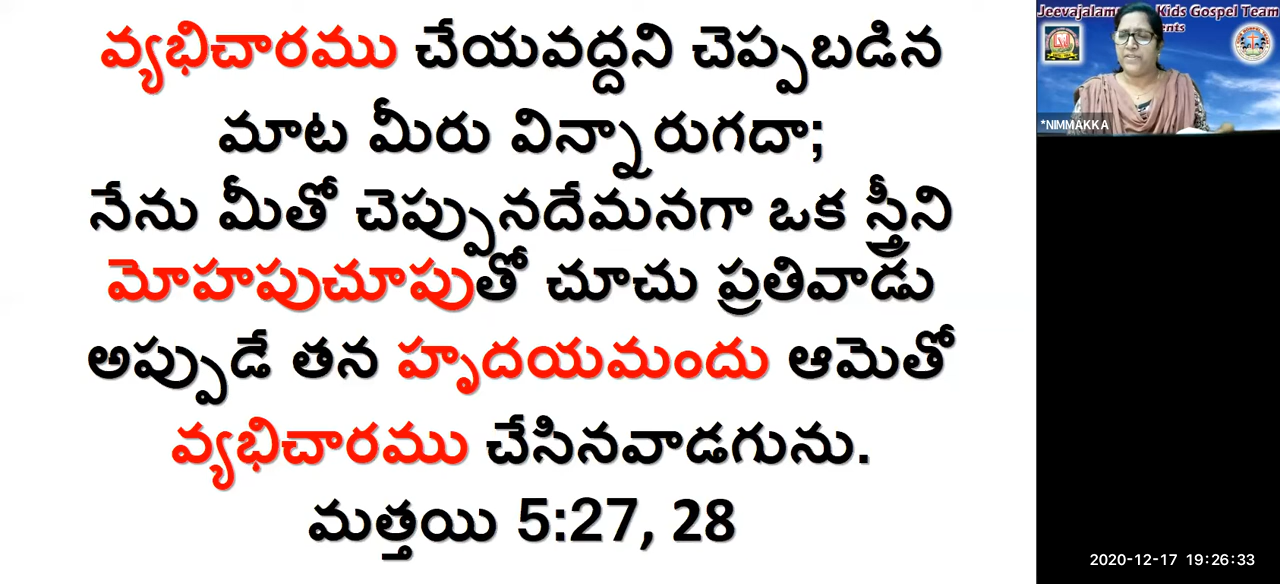 వ్యభిచారము చేయవద్దని చెప్పబడిన
మాట మీరు విన్నారుగదా;
నేను మీతో చెప్పునదేమనగా ఒక స్త్రీని
మోహపుచూపుతో చూచు ప్రతివాడు
అప్పుడే తన హృదయమందు ఆమెతో
వ్యభిచారము చేసినవాడగును.
మత్తయి 5:27, 28
Kids Gospel Team
*NIMMAKKA
2020-12-17 19:26:33